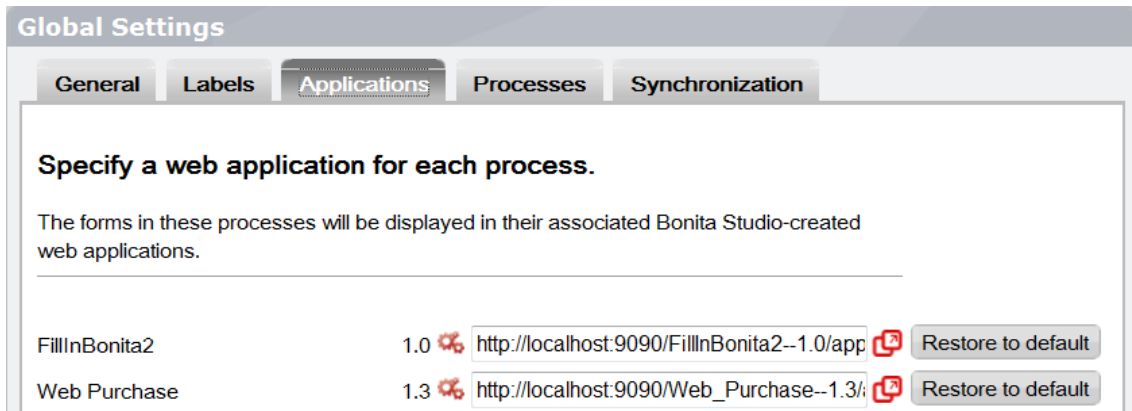 Global Settings
General Labels Applications Processes Synchronization
Specify a web application for each process.
The forms in these processes will be displayed in their associated Bonita Studio-created
web applications.
FillInBonita2 1.0 http://localhost:9090/FillInBonita2--1.0/app Restore to default
Web Purchase 1.3 http://localhost:9090/Web_Purchase--1.3/a Restore to default